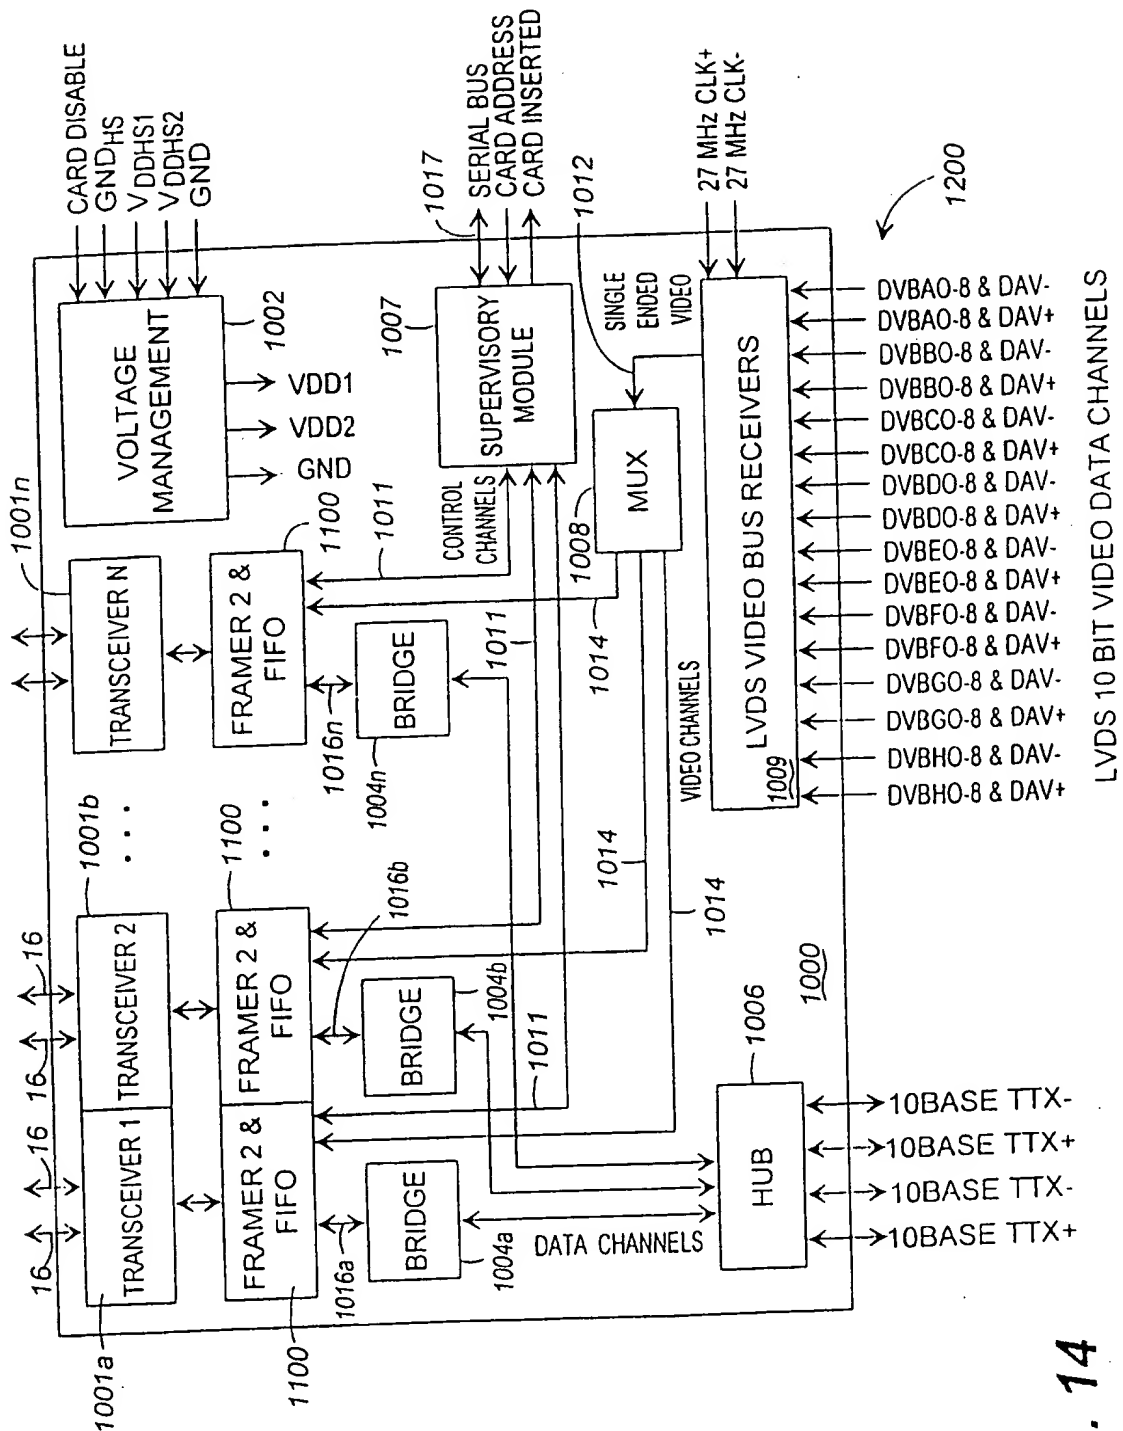 CARD DISABLE
GNDHS
VDDHS1
VDDHS2
GND
VOLTAGE
MANAGEMENT
1002
VDD1
VDD2
GND
1017
SERIAL BUS
CARD ADDRESS
CARD INSERTED
1007
SUPERVISORY
MODULE
CONTROL
CHANNELS
1012
SINGLE
ENDED
VIDEO
27 MHz CLK+
27 MHz CLK-
1200
MUX
1008
LVDS VIDEO BUS RECEIVERS
1009
VIDEO CHANNELS
DVBAO-8 & DAV-
DVBAO-8 & DAV+
DVBBO-8 & DAV-
DVBBO-8 & DAV+
DVBCO-8 & DAV-
DVBCO-8 & DAV+
DVBDO-8 & DAV-
DVBDO-8 & DAV+
DVBEO-8 & DAV-
DVBEO-8 & DAV+
DVBFO-8 & DAV-
DVBFO-8 & DAV+
DVBGO-8 & DAV-
DVBGO-8 & DAV+
DVBHO-8 & DAV-
DVBHO-8 & DAV+
LVDS 10 BIT VIDEO DATA CHANNELS
1001n
TRANSCEIVER N
1100
FRAMER 2 &
FIFO
1011
1011
1014
1016n
BRIDGE
1004n
1001b
. . .
1100
. . .
16
16
TRANSCEIVER 2
FRAMER 2 &
FIFO
1016b
BRIDGE
1004b
1011
1014
1014
1000
16
16
TRANSCEIVER 1
1001a
FRAMER 2 &
FIFO
1100
1016a
BRIDGE
1004a
DATA CHANNELS
HUB
1006
10BASE TTX-
10BASE TTX+
10BASE TTX-
10BASE TTX+
. 14